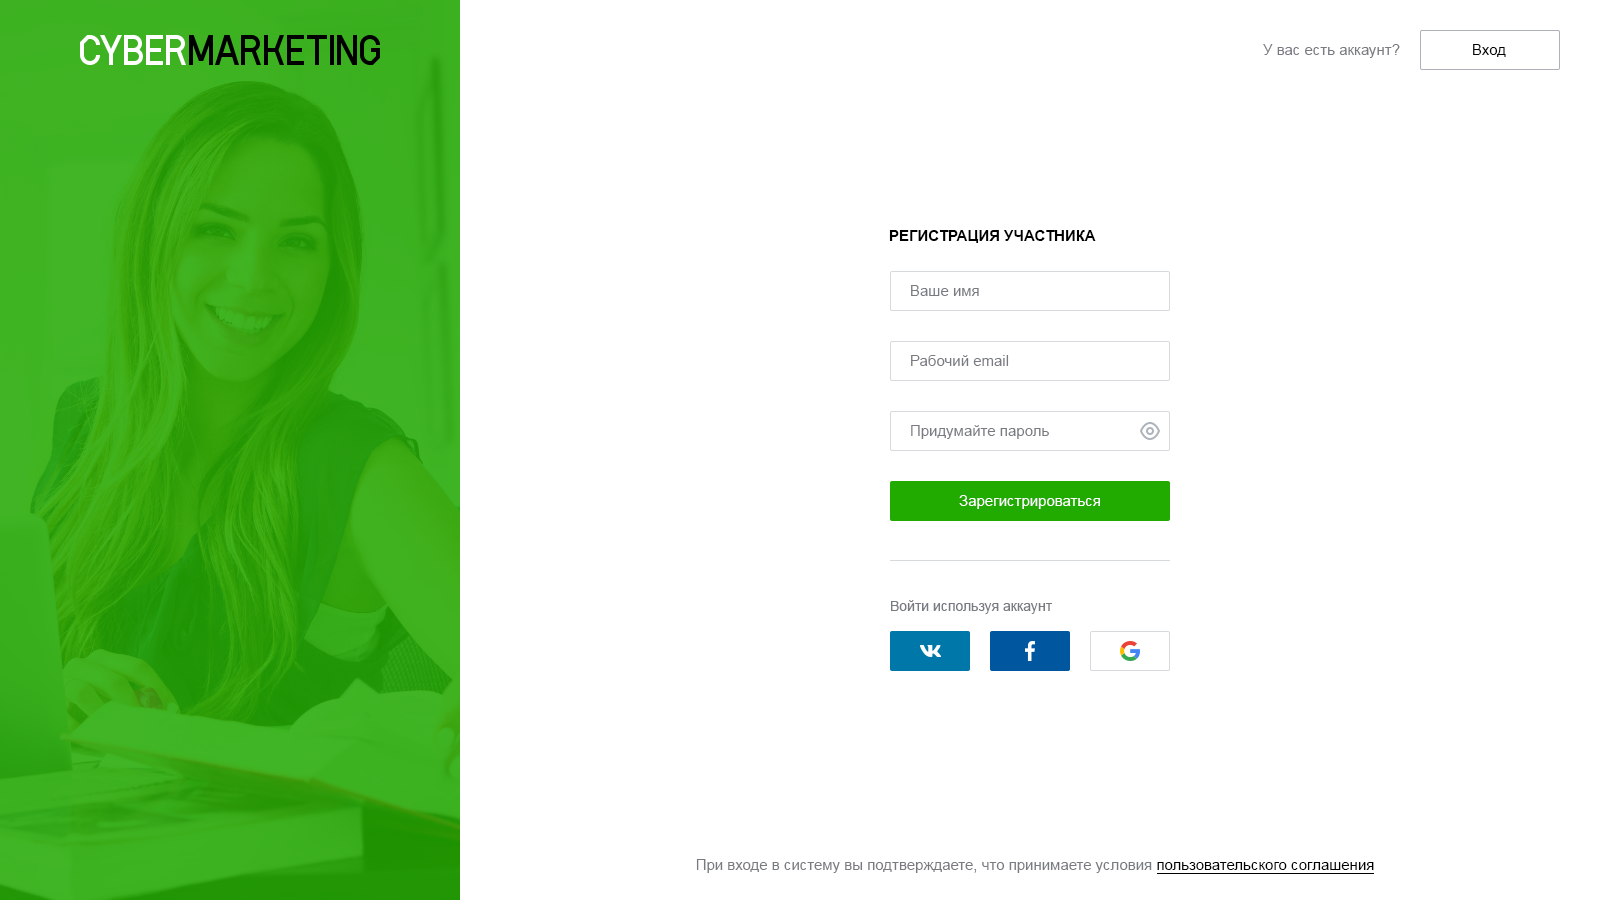 CYBERMARKETING
У вас есть аккаунт?
Вход
РЕГИСТРАЦИЯ УЧАСТНИКА
Ваше имя
Рабочий email
Придумайте пароль
Зарегистрироваться
Войти используя аккаунт
При входе в систему вы подтверждаете, что принимаете условия пользовательского соглашения